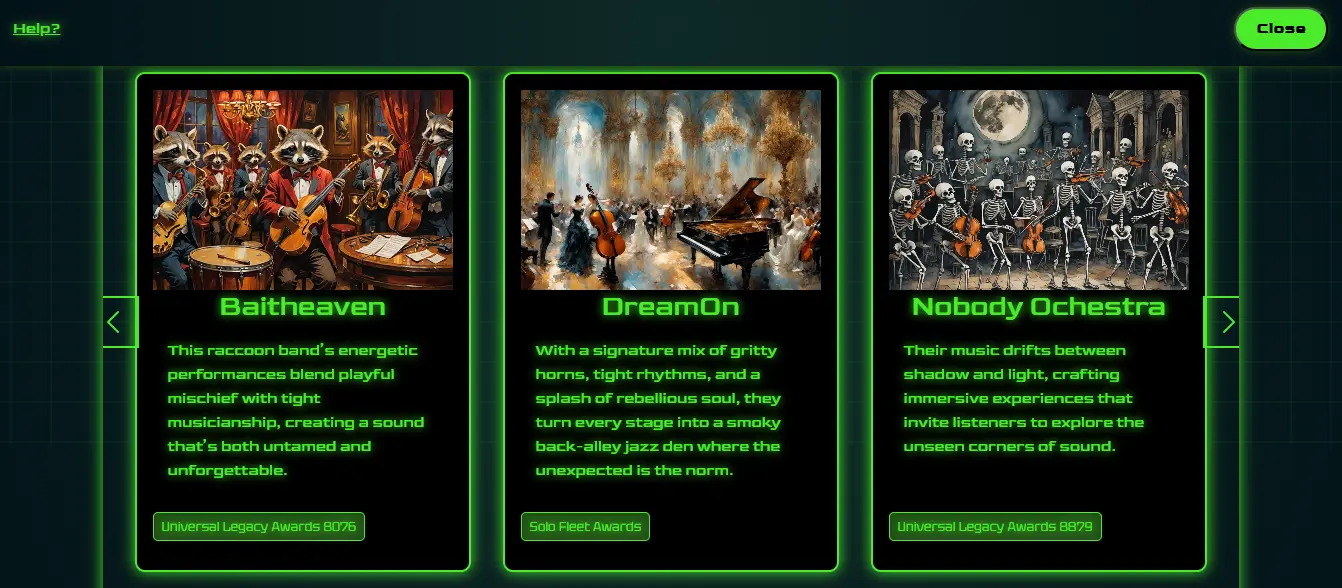 Help?
Close
Baitheaven
This raccoon band's energetic
performances blend playful
mischief with tight
musicianship, creating a sound
that's both untamed and
unforgettable.
Universal Legacy Awards 8076
DreamOn
With a signature mix of gritty
horns, tight rhythms, and a
splash of rebellious soul, they
turn every stage into a smoky
back-alley jazz den where the
unexpected is the norm.
Solo Fleet Awards
Nobody Ochestra
Their music drifts between
shadow and light, crafting
immersive experiences that
invite listeners to explore the
unseen corners of sound.
Universal Legacy Awards 8879